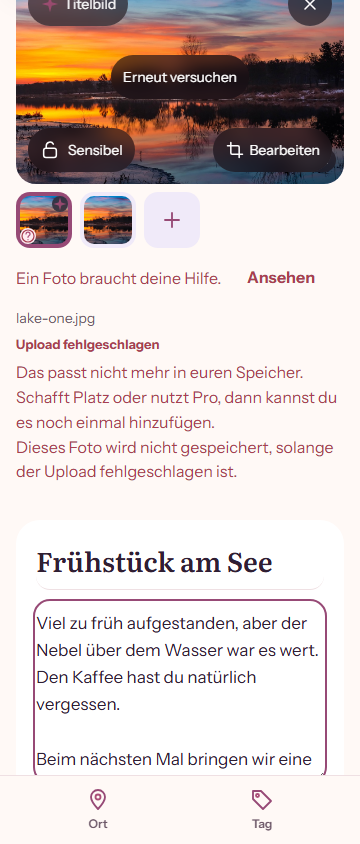 Titelbild
Erneut versuchen
Sensibel
Bearbeiten
Ein Foto braucht deine Hilfe.
Ansehen
lake-one.jpg
Upload fehlgeschlagen
Das passt nicht mehr in euren Speicher.
Schafft Platz oder nutzt Pro, dann kannst du
es noch einmal hinzufügen.
Dieses Foto wird nicht gespeichert, solange
der Upload fehlgeschlagen ist.
Frühstück am See
Viel zu früh aufgestanden, aber der
Nebel über dem Wasser war es wert.
Den Kaffee hast du natürlich
vergessen.
Beim nächsten Mal bringen wir eine
Ort
Tag